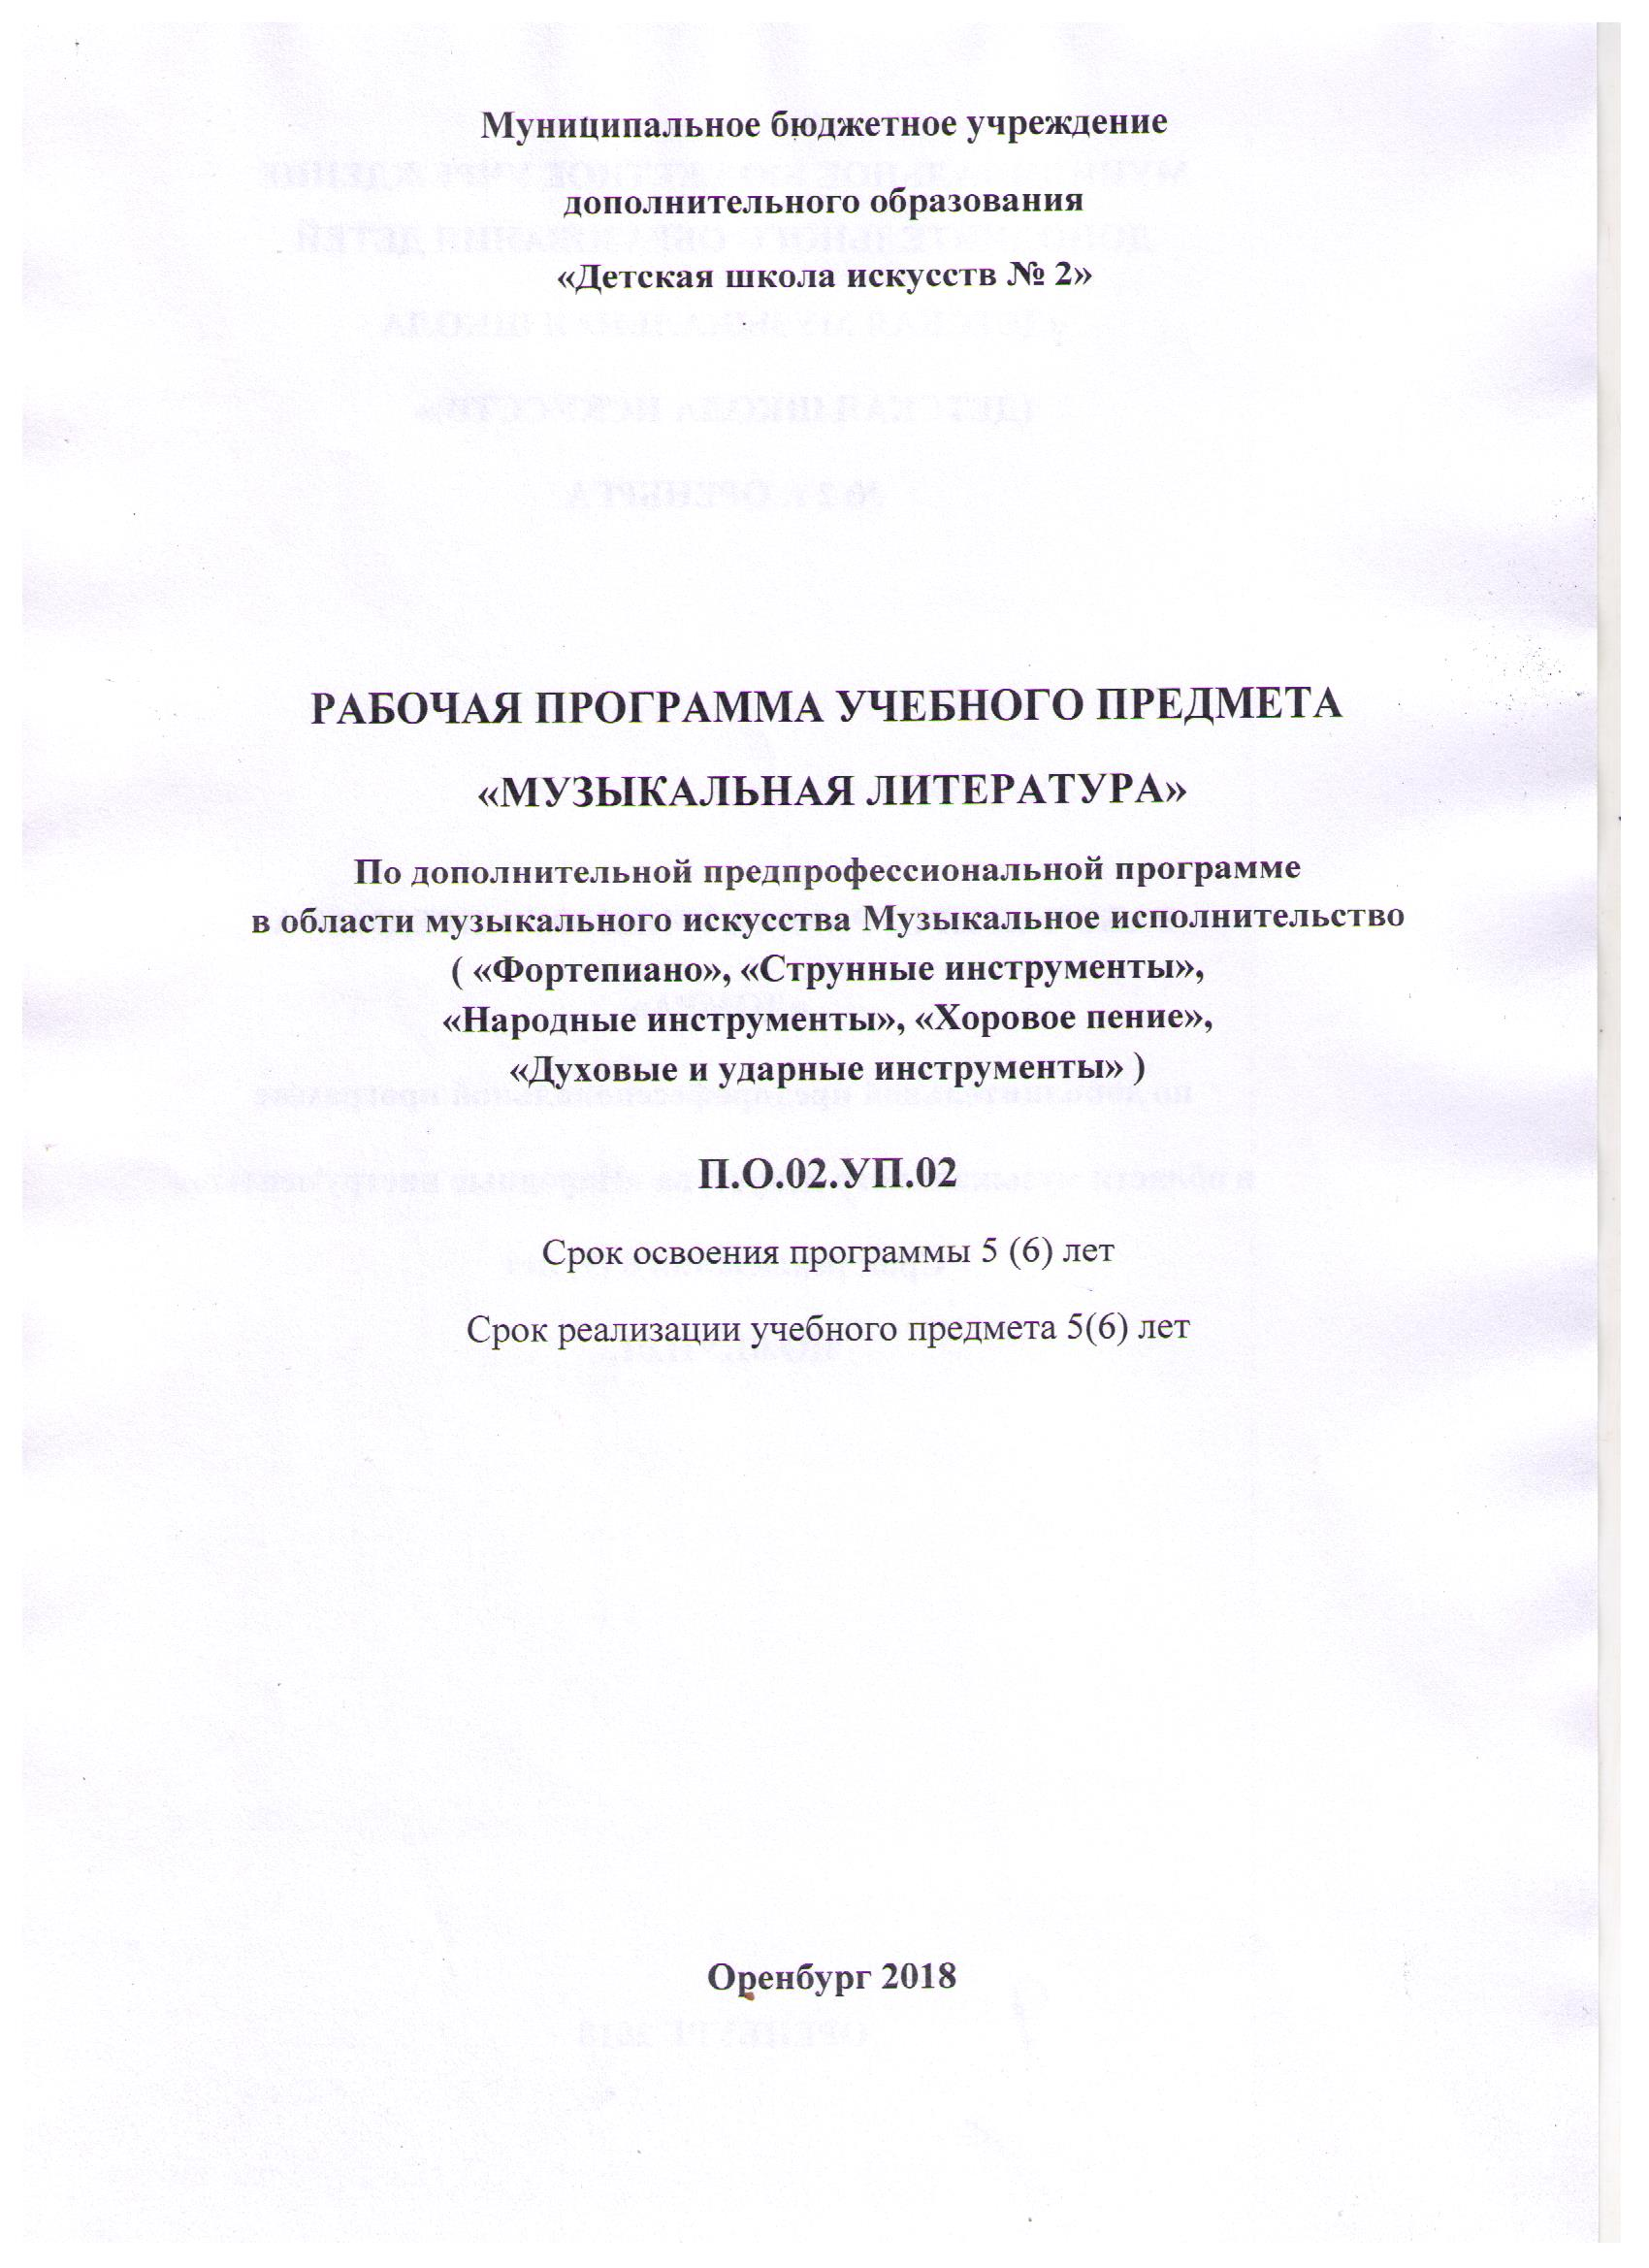 Муниципальное бюджетное учреждение
дополнительного образования
«Детская школа искусств № 2»
РАБОЧАЯ ПРОГРАММА УЧЕБНОГО ПРЕДМЕТА
«МУЗЫКАЛЬНАЯ ЛИТЕРАТУРА»
По дополнительной предпрофессиональной программе
в области музыкального искусства Музыкальное исполнительство
( «Фортепиано», «Струнные инструменты»,
«Народные инструменты», «Хоровое пение»,
«Духовые и ударные инструменты» )
П.О.02.УП.02
Срок освоения программы 5 (6) лет
Срок реализации учебного предмета 5(6) лет
Оренбург 2018